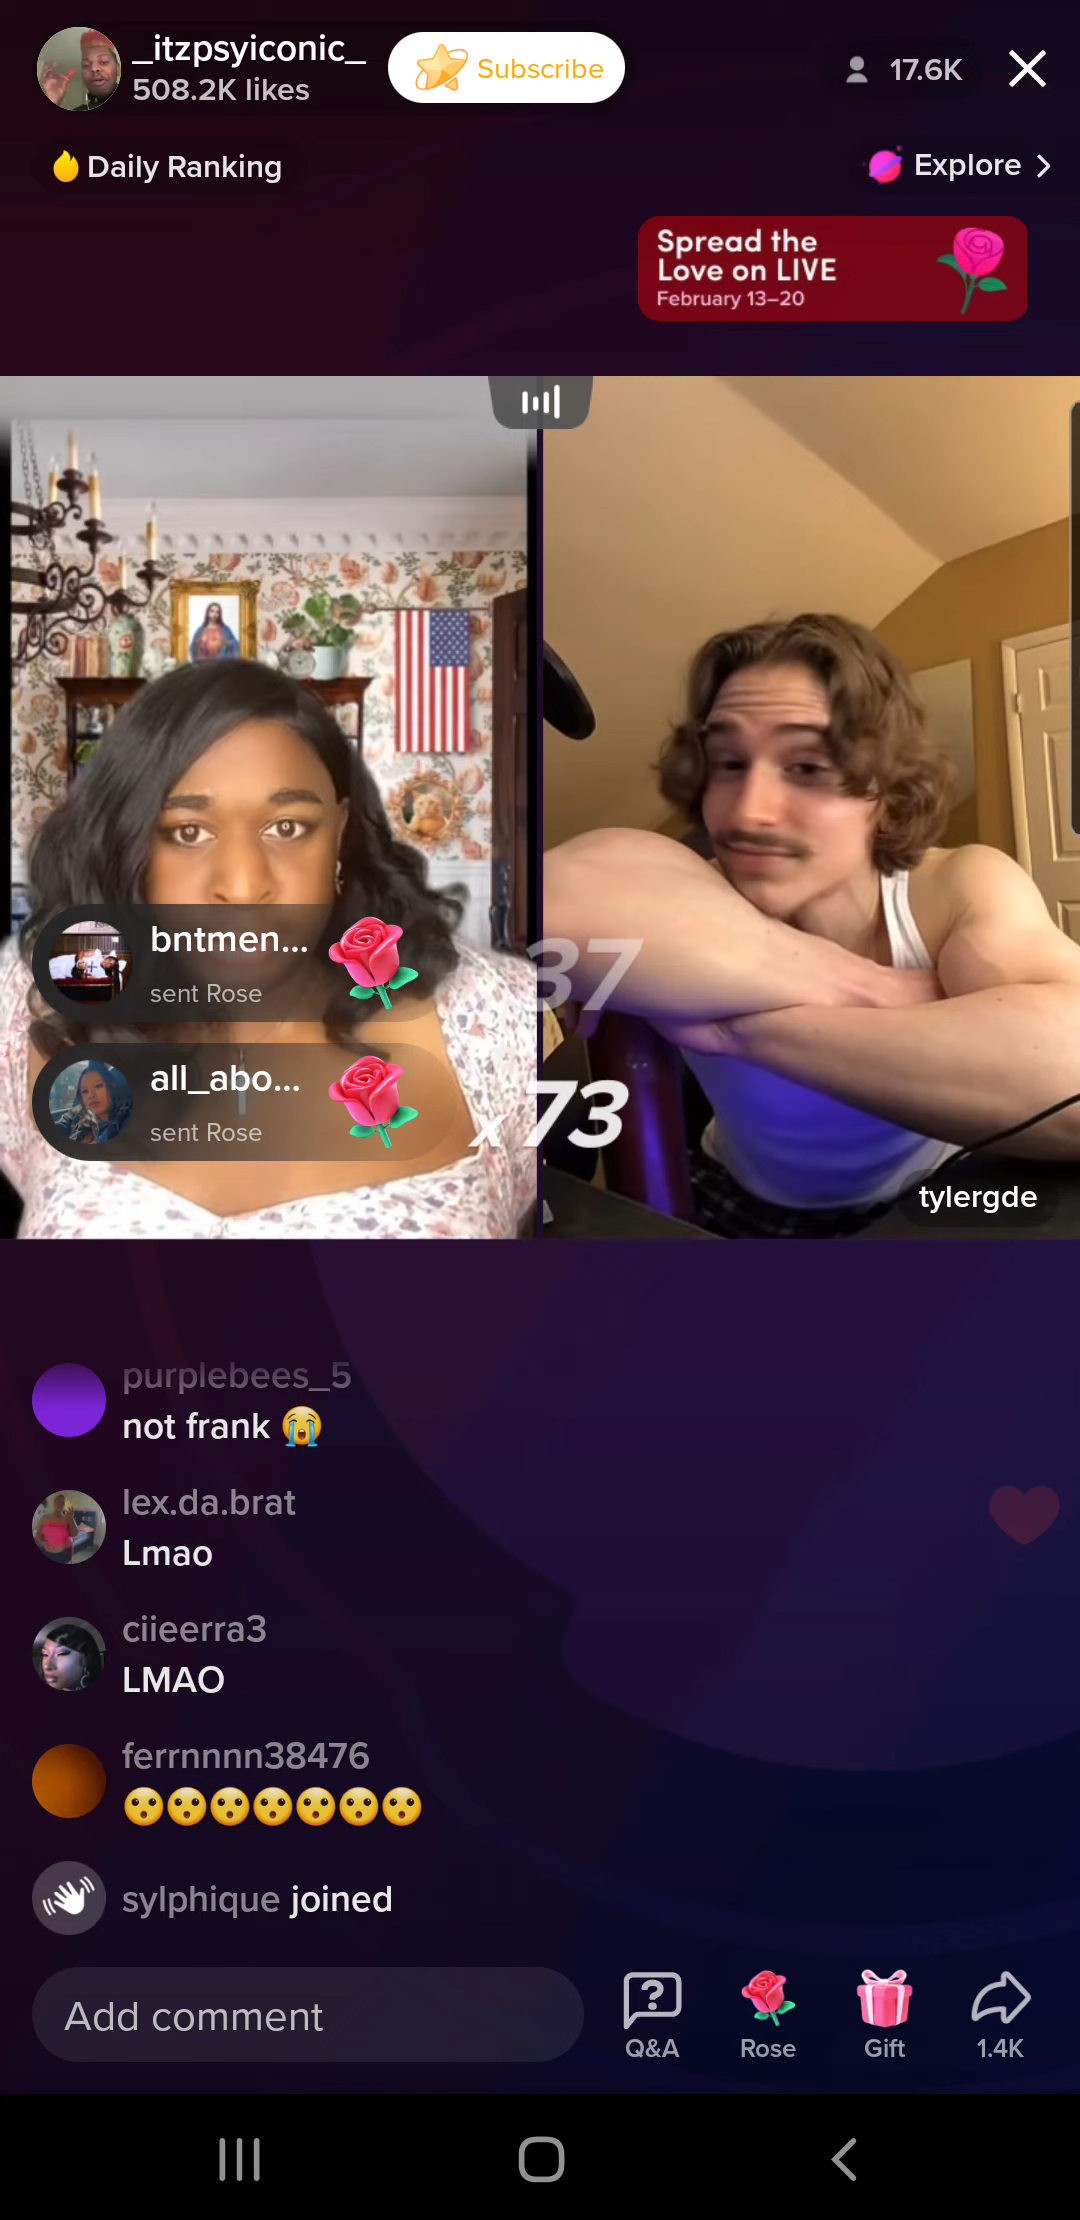 _itzpsyiconic_
508.2K likes
Subscribe
17.6K
Daily Ranking
Explore
Spread the
Love on LIVE
February 13–20
bntmen...
sent Rose
37
all_abo...
sent Rose
x73
tylergde
purplebees_5
not frank 😭
lex.da.brat
Lmao
ciieerra3
LMAO
ferrnnnn38476
😯😯😯😯😯😯😯
sylphique joined
Add comment
?
Q&A
Rose
Gift
1.4K